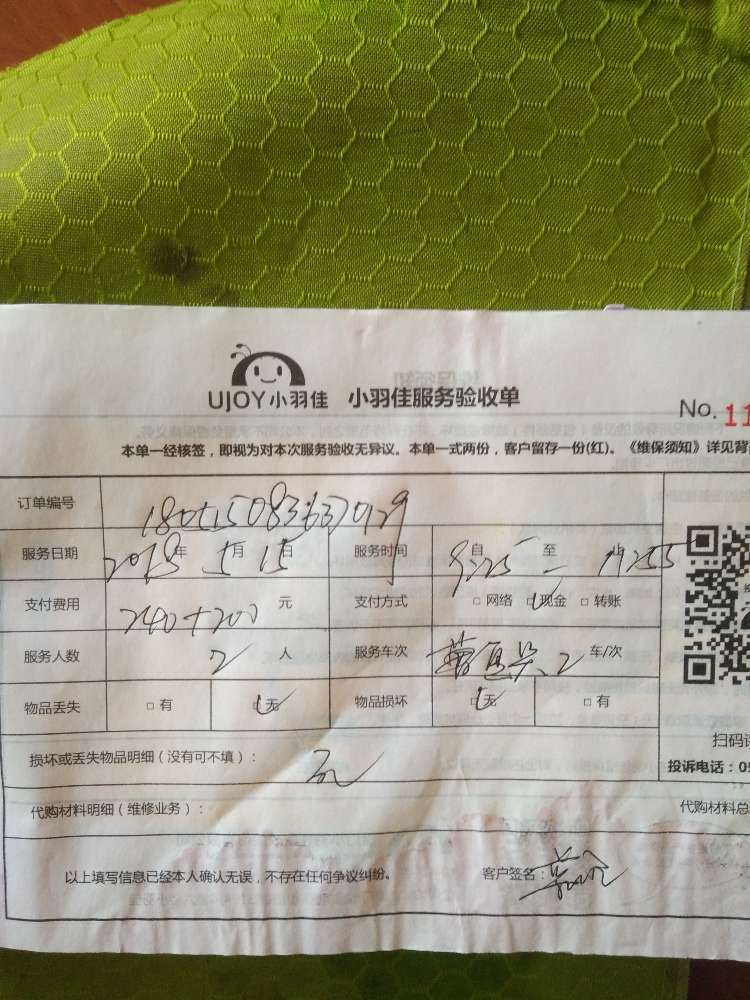 UJOY小羽佳 小羽佳服务验收单
No. 11
本单一经核签，即视为对本次服务验收无异议。本单一式两份，客户留存一份(红)。《维保须知》详见背
订单编号
服务日期 2018年 5月 15日 服务时间 自 至
支付费用 240+200 元 支付方式 □ 网络 □ 现金 □ 转账
服务人数 2 人 服务车次 2 车/次
物品丢失 □ 有 □ 无 物品损坏 □ 无 □ 有
扫码
损坏或丢失物品明细（没有可不填）： 无
投诉电话：05
代购材料明细（维修业务）： 代购材料总
以上填写信息已经本人确认无误，不存在任何争议纠纷。 客户签名：